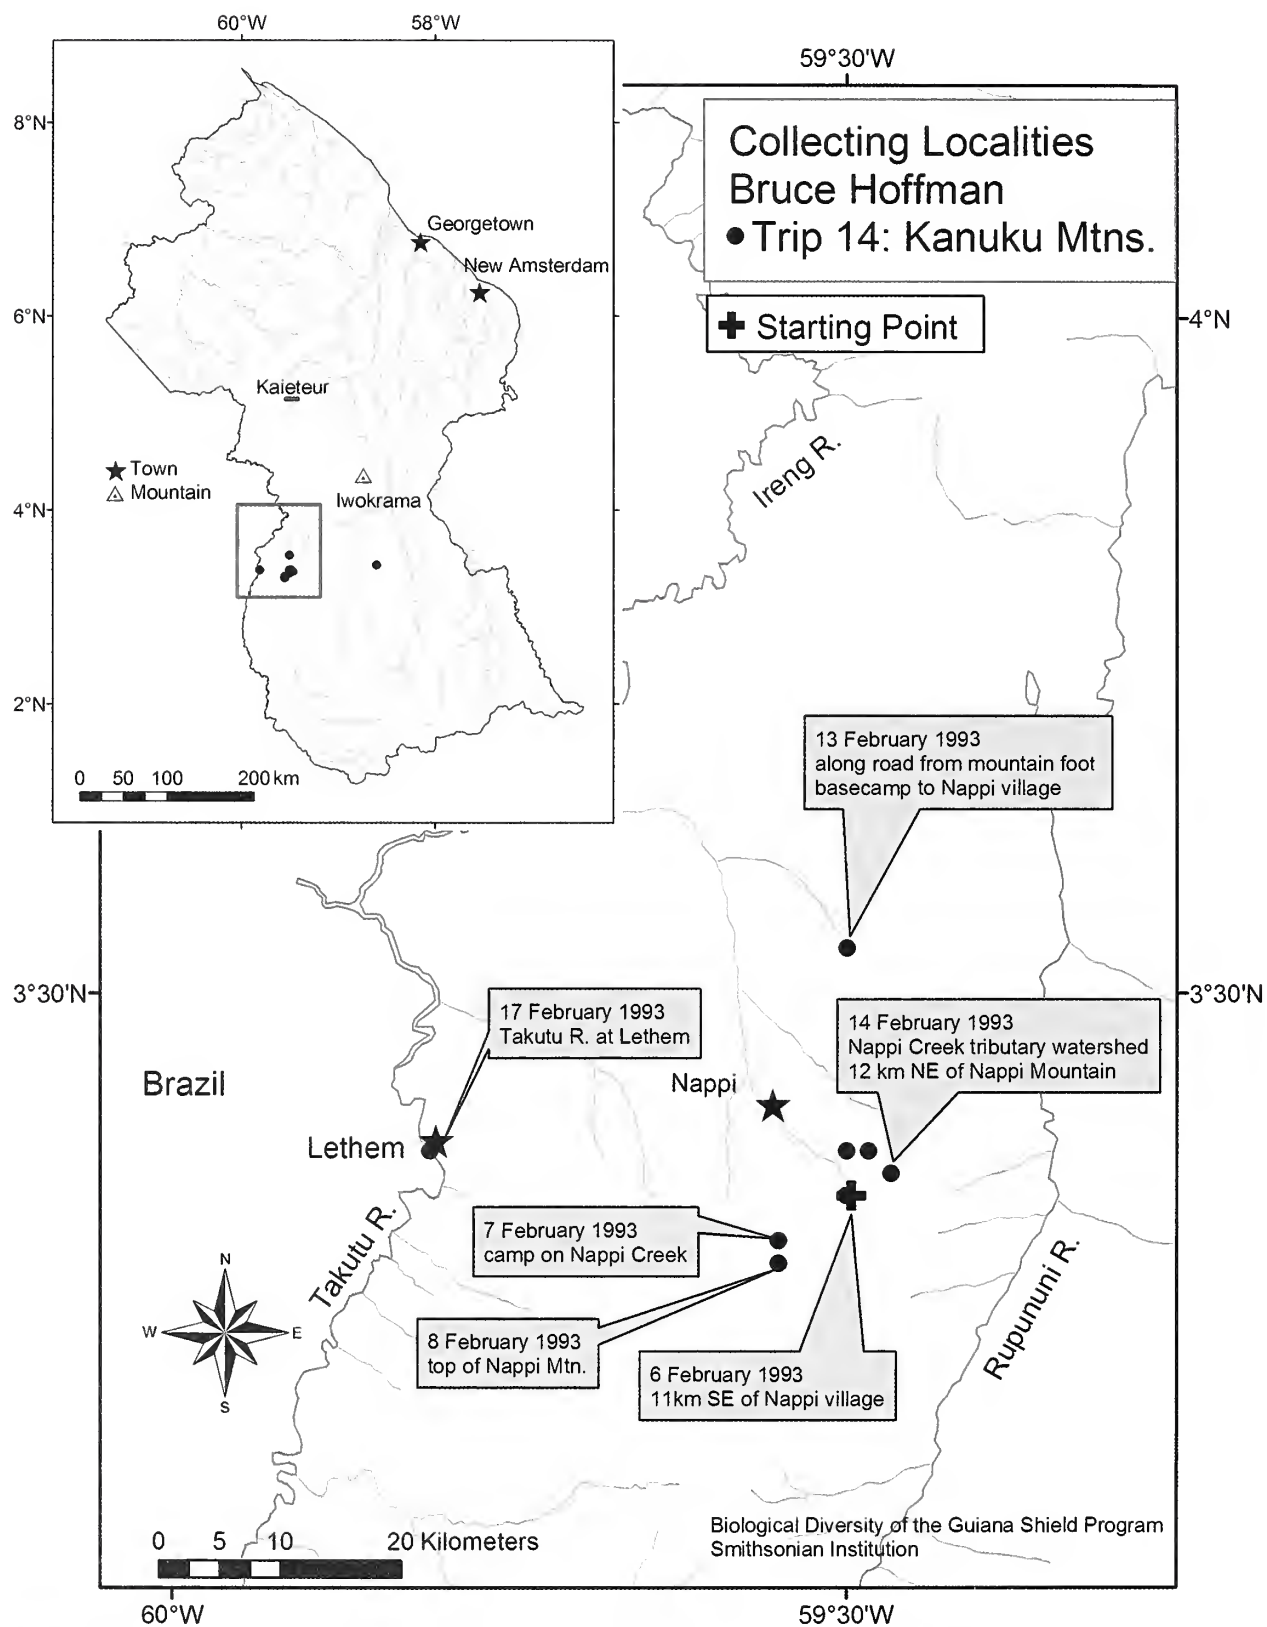 60°W
58°W
8°N
6°N
4°N
2°N
Georgetown
New Amsterdam
Kaieteur
Town
Mountain
Iwokrama
0 50 100 200 km
59°30'W
Collecting Localities
Bruce Hoffman
Trip 14: Kanuku Mtns.
Starting Point
4°N
Ireng R.
13 February 1993
along road from mountain foot
basecamp to Nappi village
3°30'N
3°30'N
17 February 1993
Takutu R. at Lethem
14 February 1993
Nappi Creek tributary watershed
12 km NE of Nappi Mountain
Brazil
Nappi
Lethem
Takutu R.
7 February 1993
camp on Nappi Creek
8 February 1993
top of Nappi Mtn.
6 February 1993
11km SE of Nappi village
Rupununi R.
N
W
E
S
0 5 10 20 Kilometers
Biological Diversity of the Guiana Shield Program
Smithsonian Institution
60°W
59°30'W